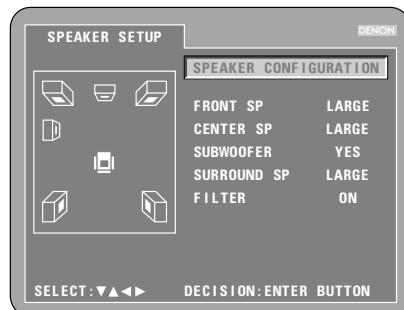 SPEAKER SETUP
DENON
SPEAKER CONFIGURATION
FRONT SP LARGE
CENTER SP LARGE
SUBWOOFER YES
SURROUND SP LARGE
FILTER ON
SELECT:▼▲◄► DECISION:ENTER BUTTON